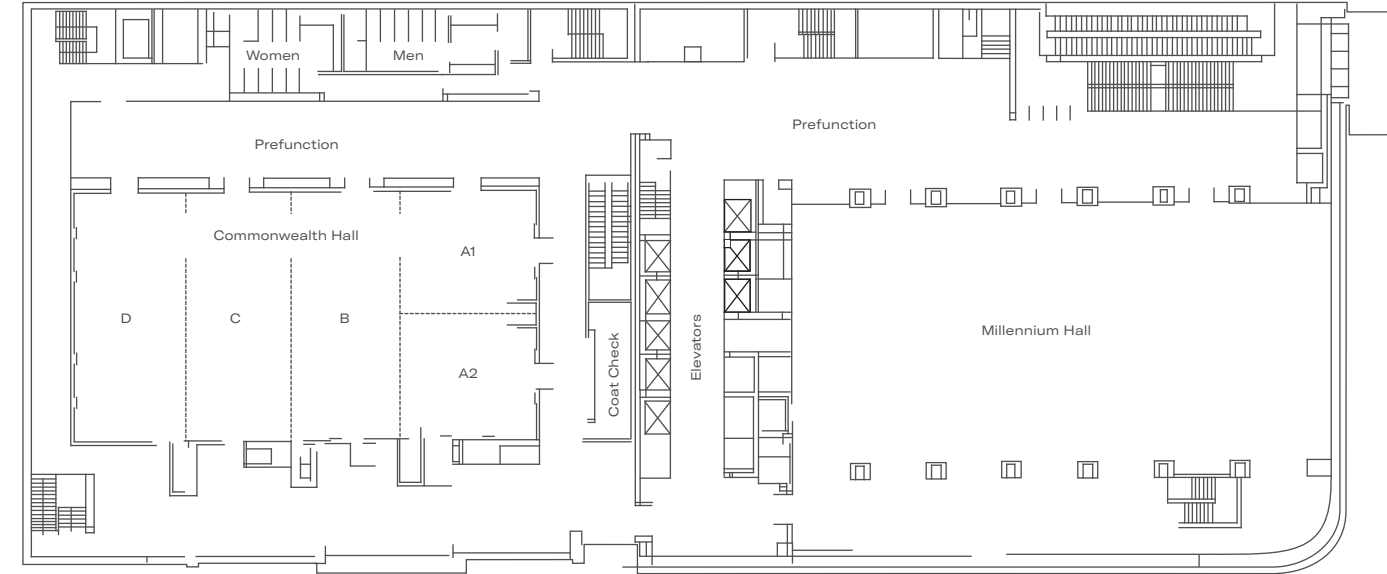 Women
Men
Prefunction
Prefunction
Commonwealth Hall
A1
D
C
B
A2
Coat Check
Elevators
Millennium Hall